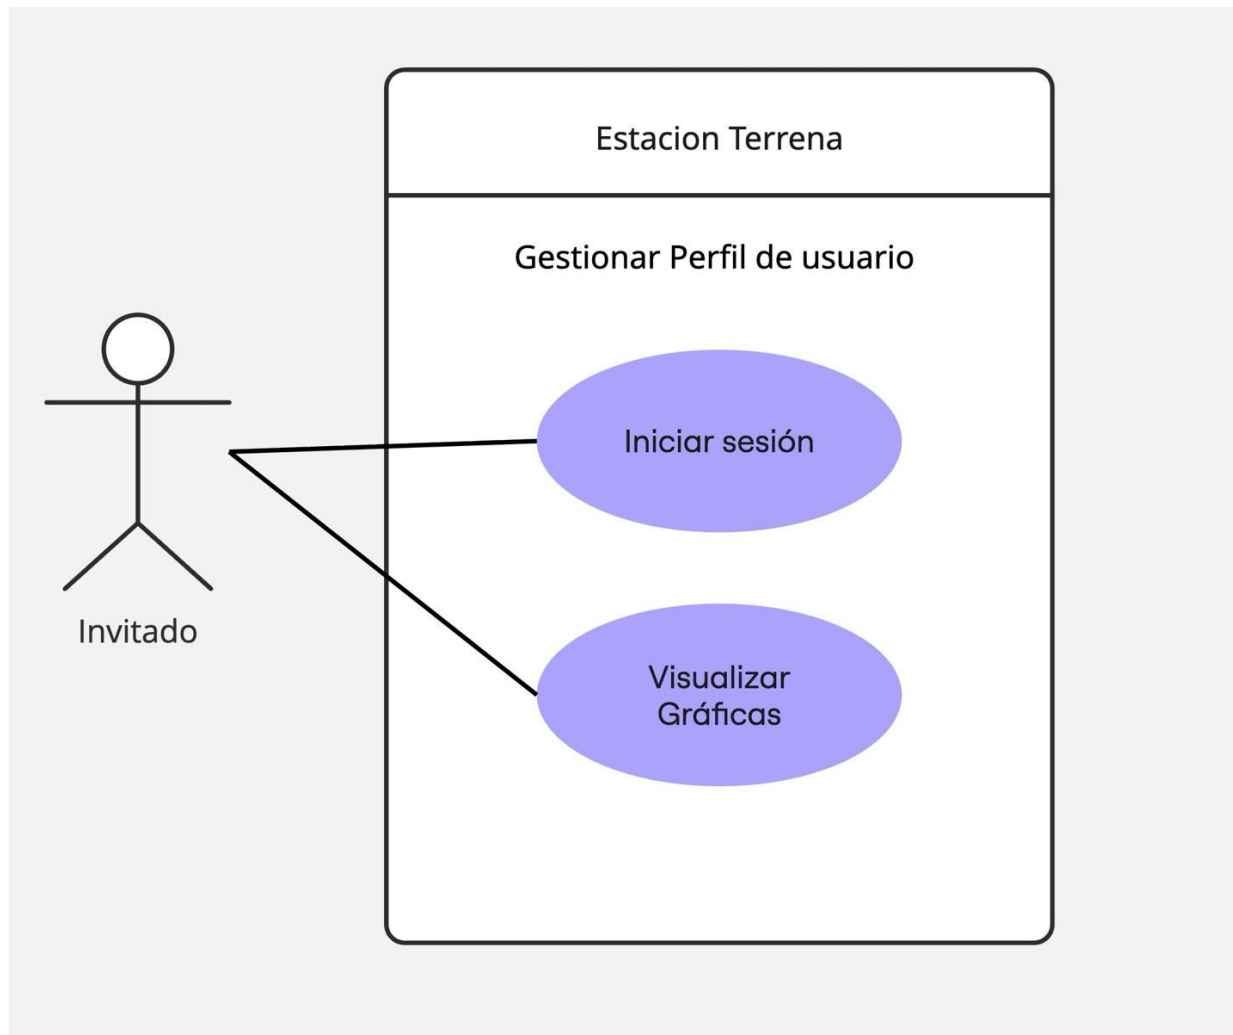 Estacion Terrena
Gestionar Perfil de usuario
Iniciar sesión
Invitado
Visualizar
Gráficas